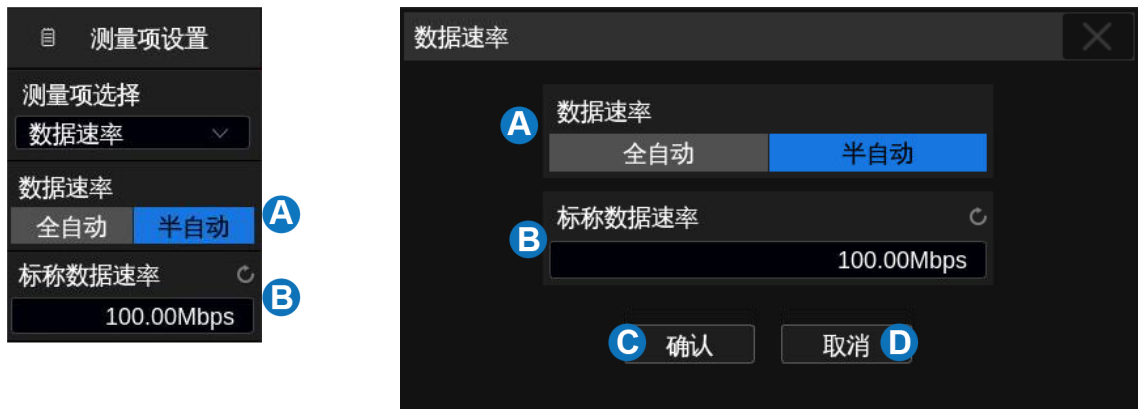 测量项设置
测量项选择
数据速率
数据速率
全自动 半自动
A
标称数据速率
B
100.00Mbps
数据速率
A
数据速率
全自动 半自动
B
标称数据速率
100.00Mbps
C 确认
取消 D